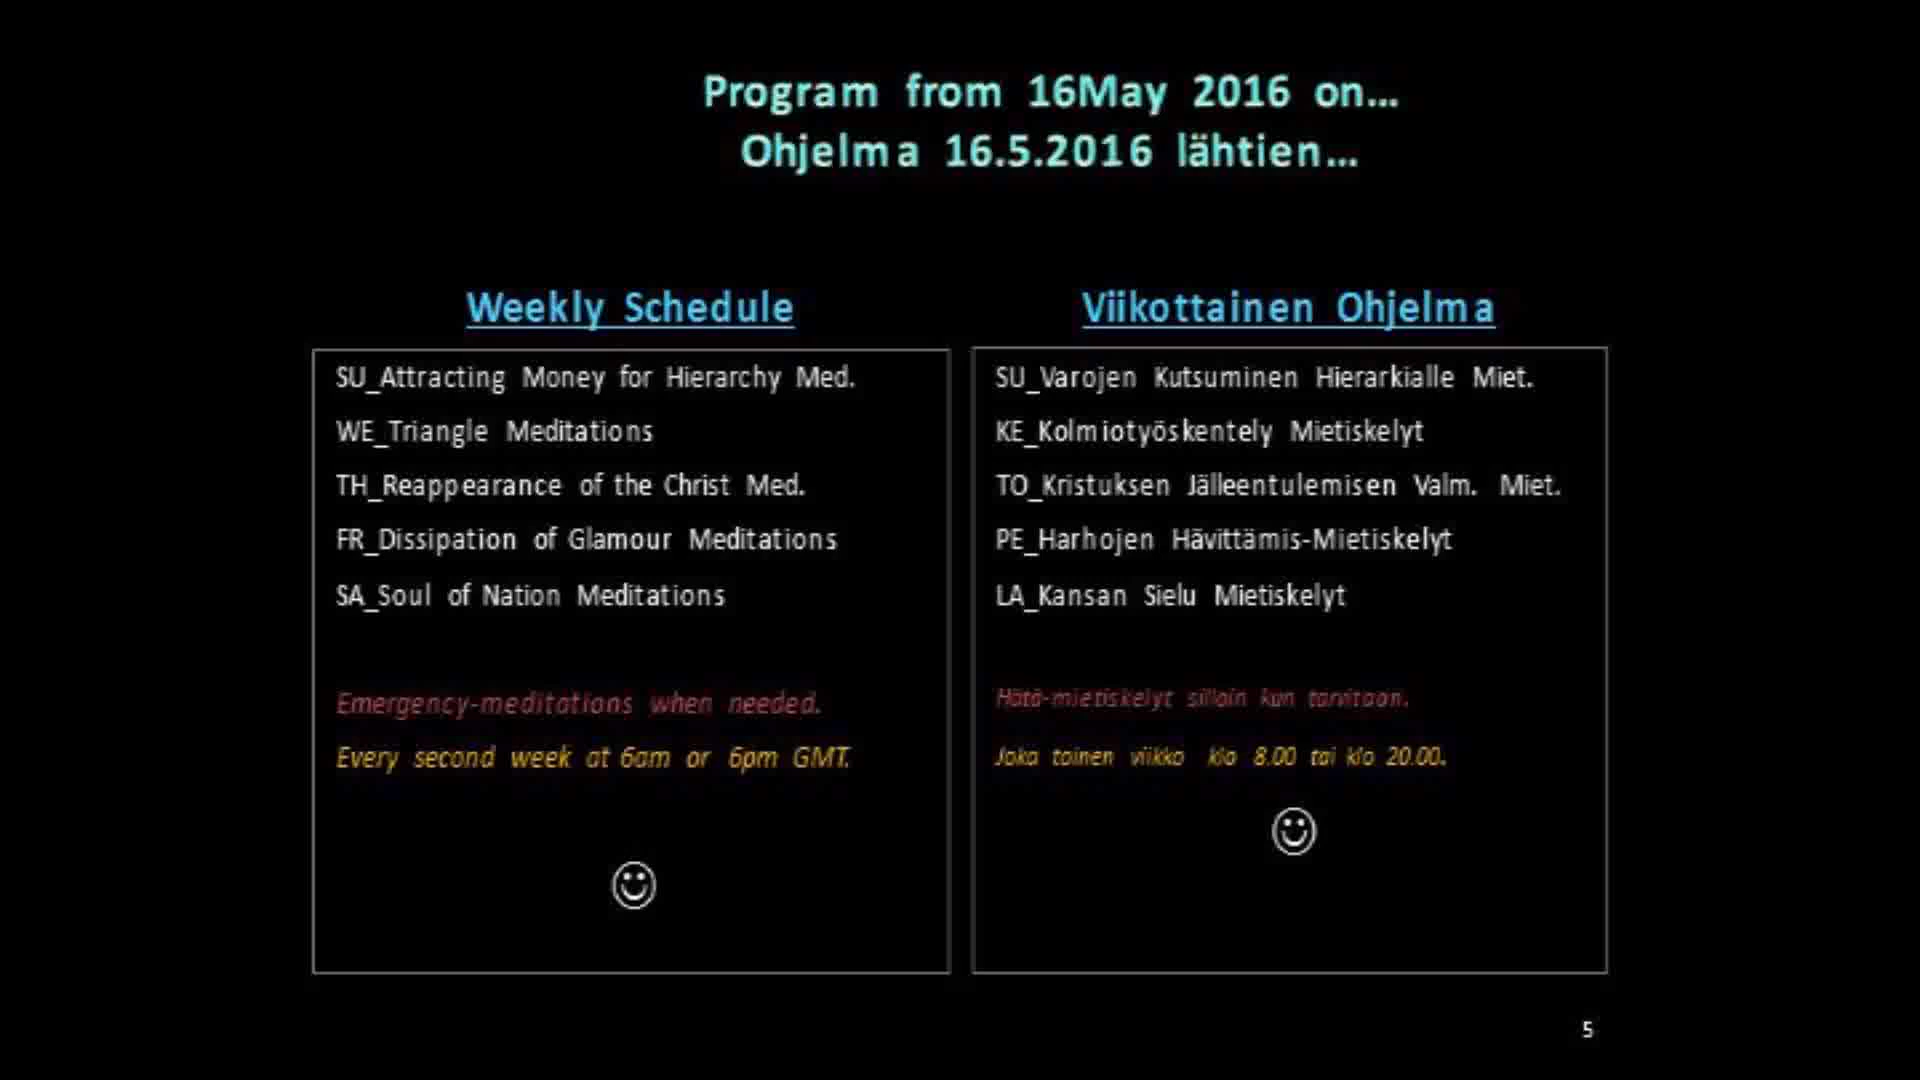 Program from 16May 2016 on...
Ohjelma 16.5.2016 lähtien...
Weekly Schedule
SU_Attracting Money for Hierarchy Med.
WE_Triangle Meditations
TH_Reappearance of the Christ Med.
FR_Dissipation of Glamour Meditations
SA_Soul of Nation Meditations
Emergency-meditations when needed.
Every second week at 6am or 6pm GMT.
Viikottainen Ohjelma
SU_Varojen Kutsuminen Hierarkialle Miet.
KE_Kolmiotyöskentely Mietiskelyt
TO_Kristuksen Jälleentulemisen Valm. Miet.
PE_Harhojen Hävittämis-Mietiskelyt
LA_Kansan Sielu Mietiskelyt
Hätä-mietiskelyt silloin kun tarvitaan.
Joka toinen viikko klo 8.00 tai klo 20.00.
5